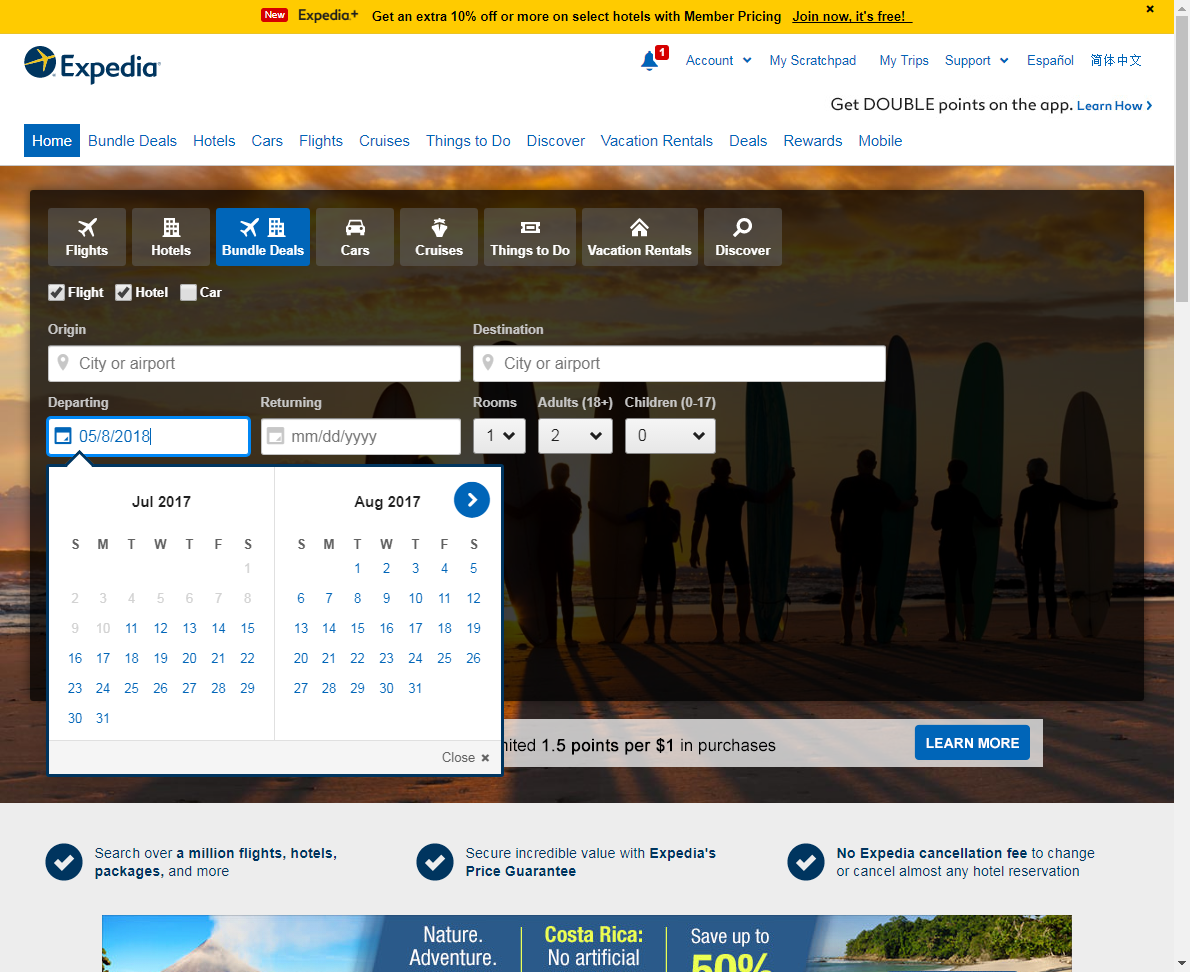 New Expedia+ Get an extra 10% off or more on select hotels with Member Pricing Join now, it's free!
Expedia
1 Account My Scratchpad My Trips Support Español 简体中文
Get DOUBLE points on the app. Learn How
Home Bundle Deals Hotels Cars Flights Cruises Things to Do Discover Vacation Rentals Deals Rewards Mobile
Flights Hotels Bundle Deals Cars Cruises Things to Do Vacation Rentals Discover
Flight Hotel Car
Origin Destination
City or airport City or airport
Departing Returning Rooms Adults (18+) Children (0-17)
05/8/2018 mm/dd/yyyy 1 2 0
Jul 2017 Aug 2017
S M T W T F S S M T W T F S
1 1 2 3 4 5
2 3 4 5 6 7 8 6 7 8 9 10 11 12
9 10 11 12 13 14 15 13 14 15 16 17 18 19
16 17 18 19 20 21 22 20 21 22 23 24 25 26
23 24 25 26 27 28 29 27 28 29 30 31
30 31
1.5 points per $1 in purchases LEARN MORE
Close
Search over a million flights, hotels,
packages, and more
Secure incredible value with Expedia's
Price Guarantee
No Expedia cancellation fee to change
or cancel almost any hotel reservation
Nature.
Adventure.
Costa Rica:
No artificial
Save up to
50%